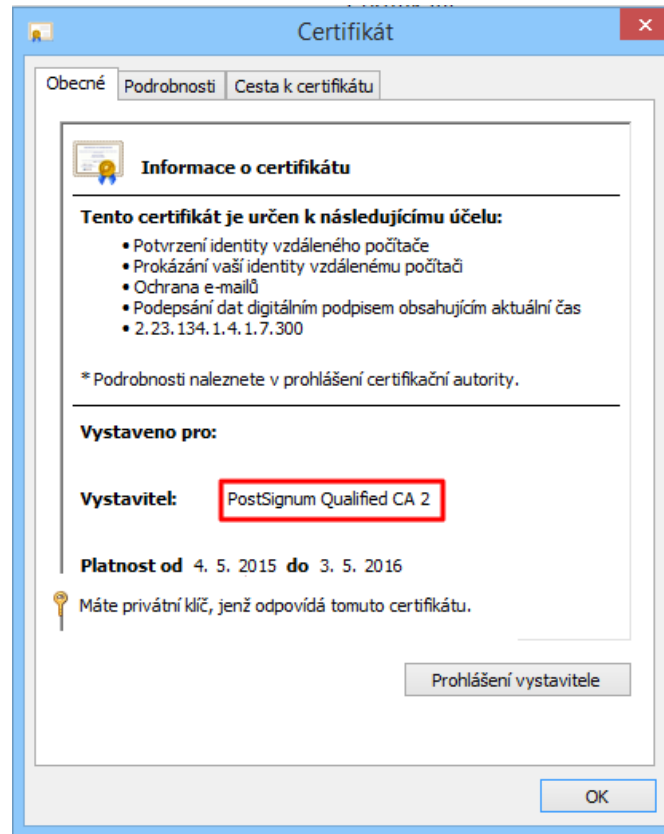 Certifikát
Obecné Podrobnosti Cesta k certifikátu
Informace o certifikátu
Tento certifikát je určen k následujícímu účelu:
• Potvrzení identity vzdáleného počítače
• Prokázání vaší identity vzdálenému počítači
• Ochrana e-mailů
• Podepsání dat digitálním podpisem obsahujícím aktuální čas
• 2.23.134.1.4.1.7.300
* Podrobnosti naleznete v prohlášení certifikační autority.
Vystaveno pro:
Vystavitel: PostSignum Qualified CA 2
Platnost od 4. 5. 2015 do 3. 5. 2016
Máte privátní klíč, jenž odpovídá tomuto certifikátu.
Prohlášení vystavitele
OK